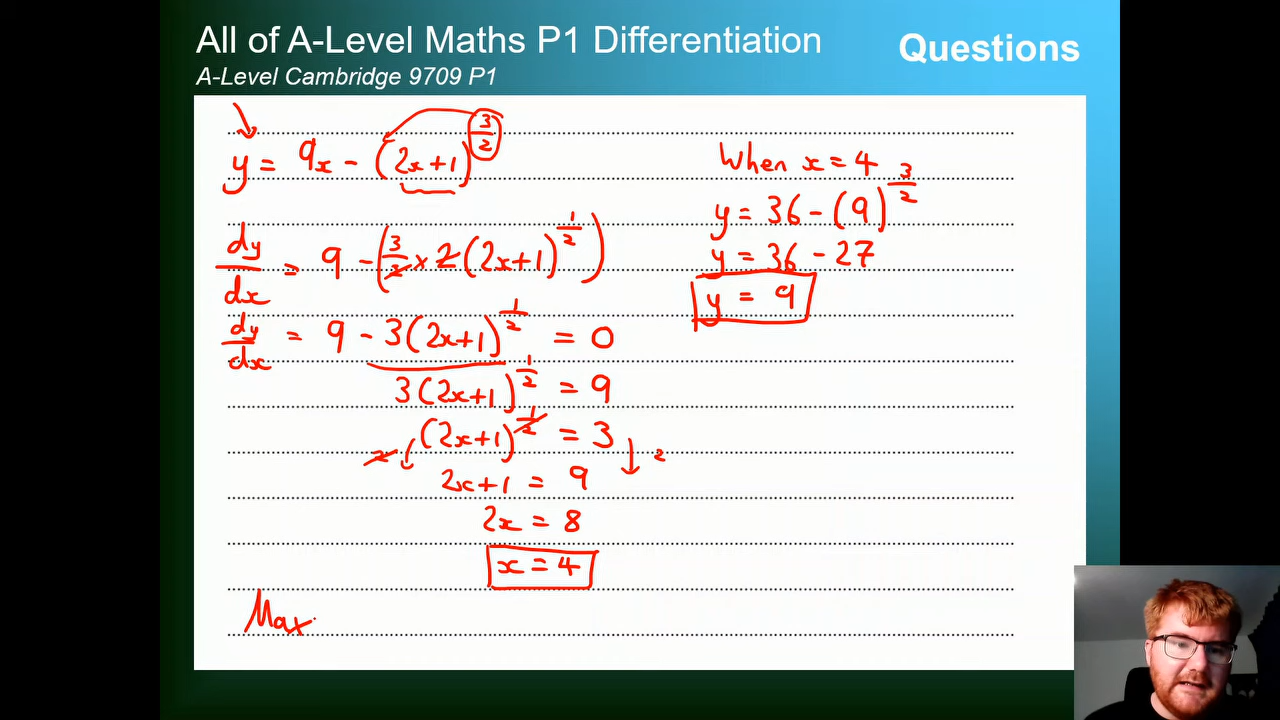 All of A-Level Maths P1 Differentiation
Questions
A-Level Cambridge 9709 P1
y = 9x - (2x+1)^(3/2)
dy/dx = 9 - (3/2 × 2(2x+1)^(1/2))
dy/dx = 9 - 3(2x+1)^(1/2) = 0
3(2x+1)^(1/2) = 9
(2x+1)^(1/2) = 3
2 2
2x+1 = 9
2x = 8
x = 4
Max
When x = 4
y = 36 - (9)^(3/2)
y = 36 - 27
y = 9